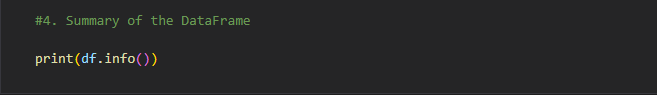 #4. Summary of the DataFrame
print(df.info())